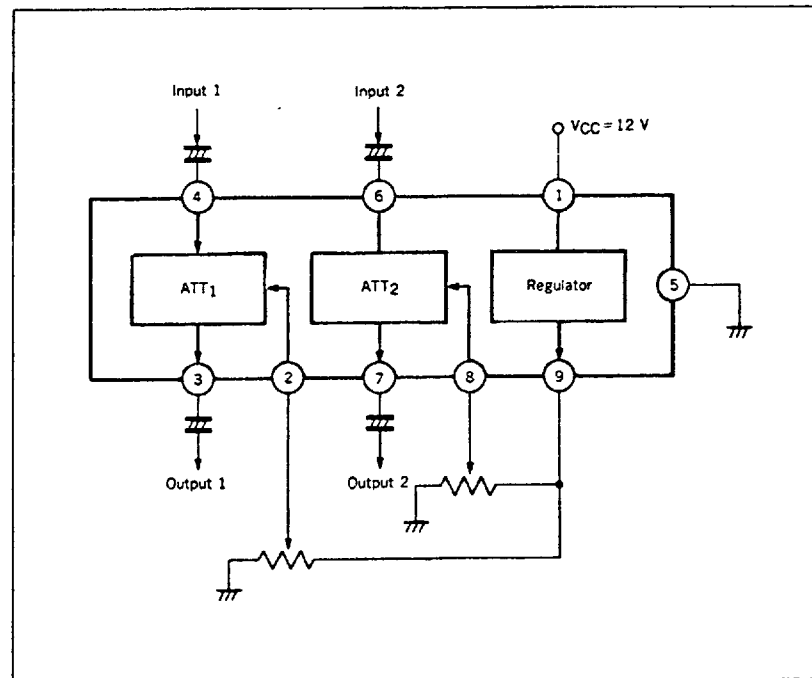 Input 1 Input 2
VCC = 12 V
4 6 1
ATT1 ATT2 Regulator 5
3 2 7 8 9
Output 1 Output 2